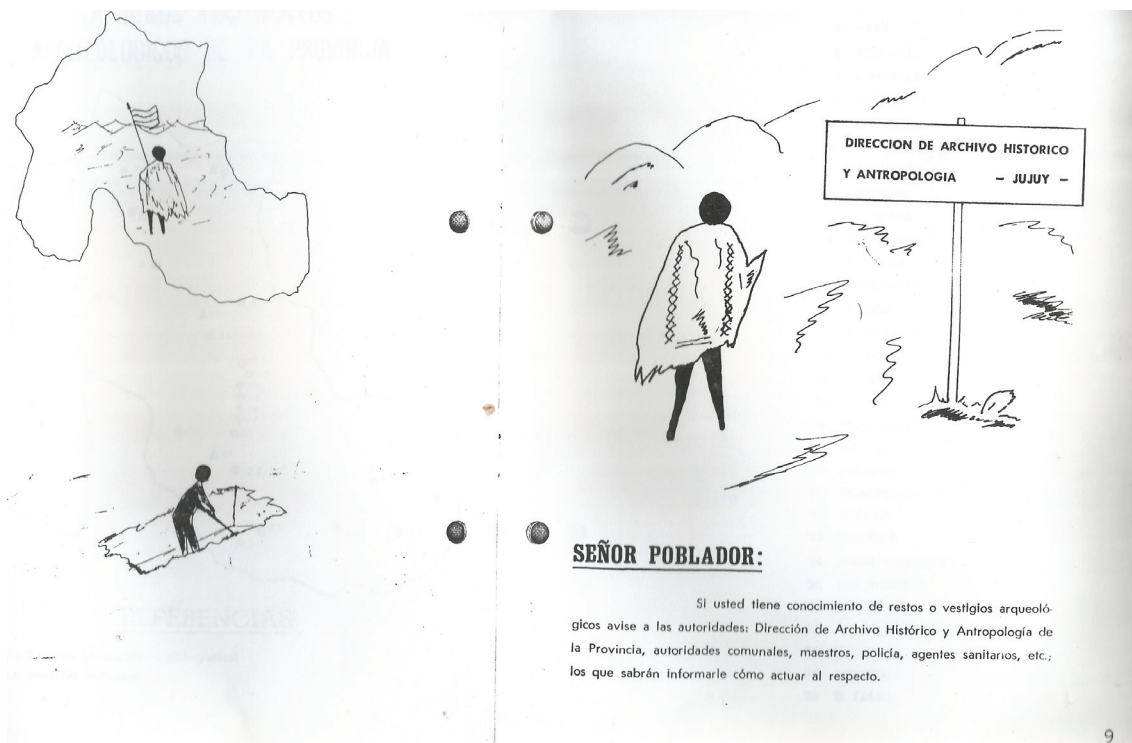 DIRECCION DE ARCHIVO HISTORICO
Y ANTROPOLOGIA - JUJUY -
SEÑOR POBLADOR:
Si usted tiene conocimiento de restos o vestigios arqueoló-
gicos avise a las autoridades: Dirección de Archivo Histórico y Antropología de
la Provincia, autoridades comunales, maestros, policía, agentes sanitarios, etc.;
los que sabrán informarle cómo actuar al respecto.
REFERENCIAS
9